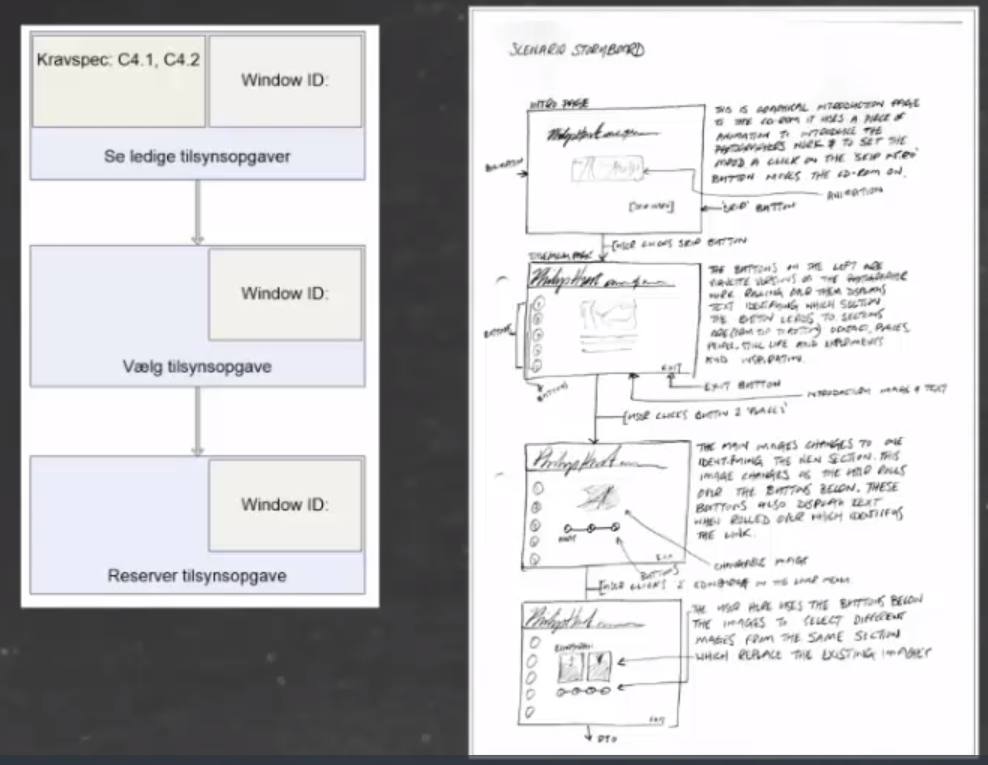 Kravspec: C4.1, C4.2
Window ID:
Se ledige tilsynsopgaver
Window ID:
Vælg tilsynsopgave
Window ID:
Reserver tilsynsopgave
SCENARIO STORYBOARD
INTRO PAGE
THIS IS GRAPHICAL INTRODUCTION PAGE
TO THE CD-ROM IT USES A PIECE OF
ANIMATION TO INTRODUCE THE
PHOTOGRAPHERS WORK & TO SET THE
MOOD A CLICK ON THE 'SKIP INTRO'
BUTTON MOVES THE CD-ROM ON.
ANIMATION
[SKIP INTRO]
'SKIP' BUTTON
USER CLICKS SKIP BUTTON
THE BUTTONS ON THE LEFT ARE
VERSIONS OF THE PHOTOGRAPHER
WORK ROLLING OVER THEM DISPLAYS
TEXT IDENTIFYING WHICH SECTION
THE BUTTON LEADS TO SECTIONS
ARE (FROM TOP TO BOTTOM) PLACES,
PEOPLE, STILL LIFE AND EXPERIMENTS
AND INSPIRATION.
BUTTONS
EXIT
EXIT BUTTON
INTRODUCTION IMAGE & TEXT
USER CLICKS BUTTON 2 'PLACES'
THE MAIN IMAGES CHANGES TO ONE
IDENTIFYING THE NEW SECTION. THIS
IMAGE CHANGES AS THE USER ROLLS
OVER THE BUTTONS BELOW. THESE
BUTTONS ALSO DISPLAY TEXT
WHEN ROLLED OVER WHICH IDENTIFIES
THE LINK.
CHANGEABLE IMAGE
BUTTONS
EXIT
USER CLICKS IN THE MENU
THE USER HERE USES THE BUTTONS BELOW
THE IMAGES TO SELECT DIFFERENT
IMAGES FROM THE SAME SECTION
WHICH REPLACE THE EXISTING IMAGES
EXIT
PTO